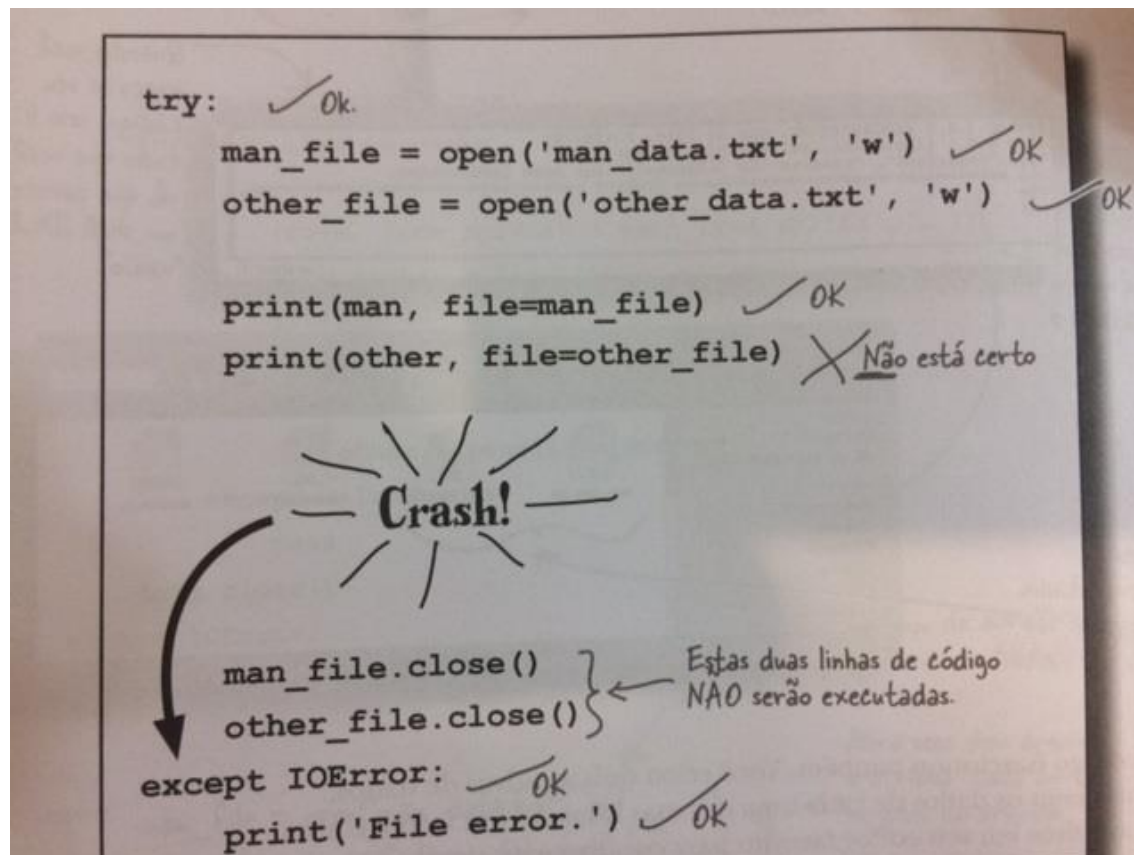 try: Ok.
man_file = open('man_data.txt', 'w') OK
other_file = open('other_data.txt', 'w') OK
print(man, file=man_file) OK
print(other, file=other_file) Não está certo
Crash!
man_file.close()
other_file.close()
Estas duas linhas de código
NÃO serão executadas.
except IOError: OK
print('File error.') OK